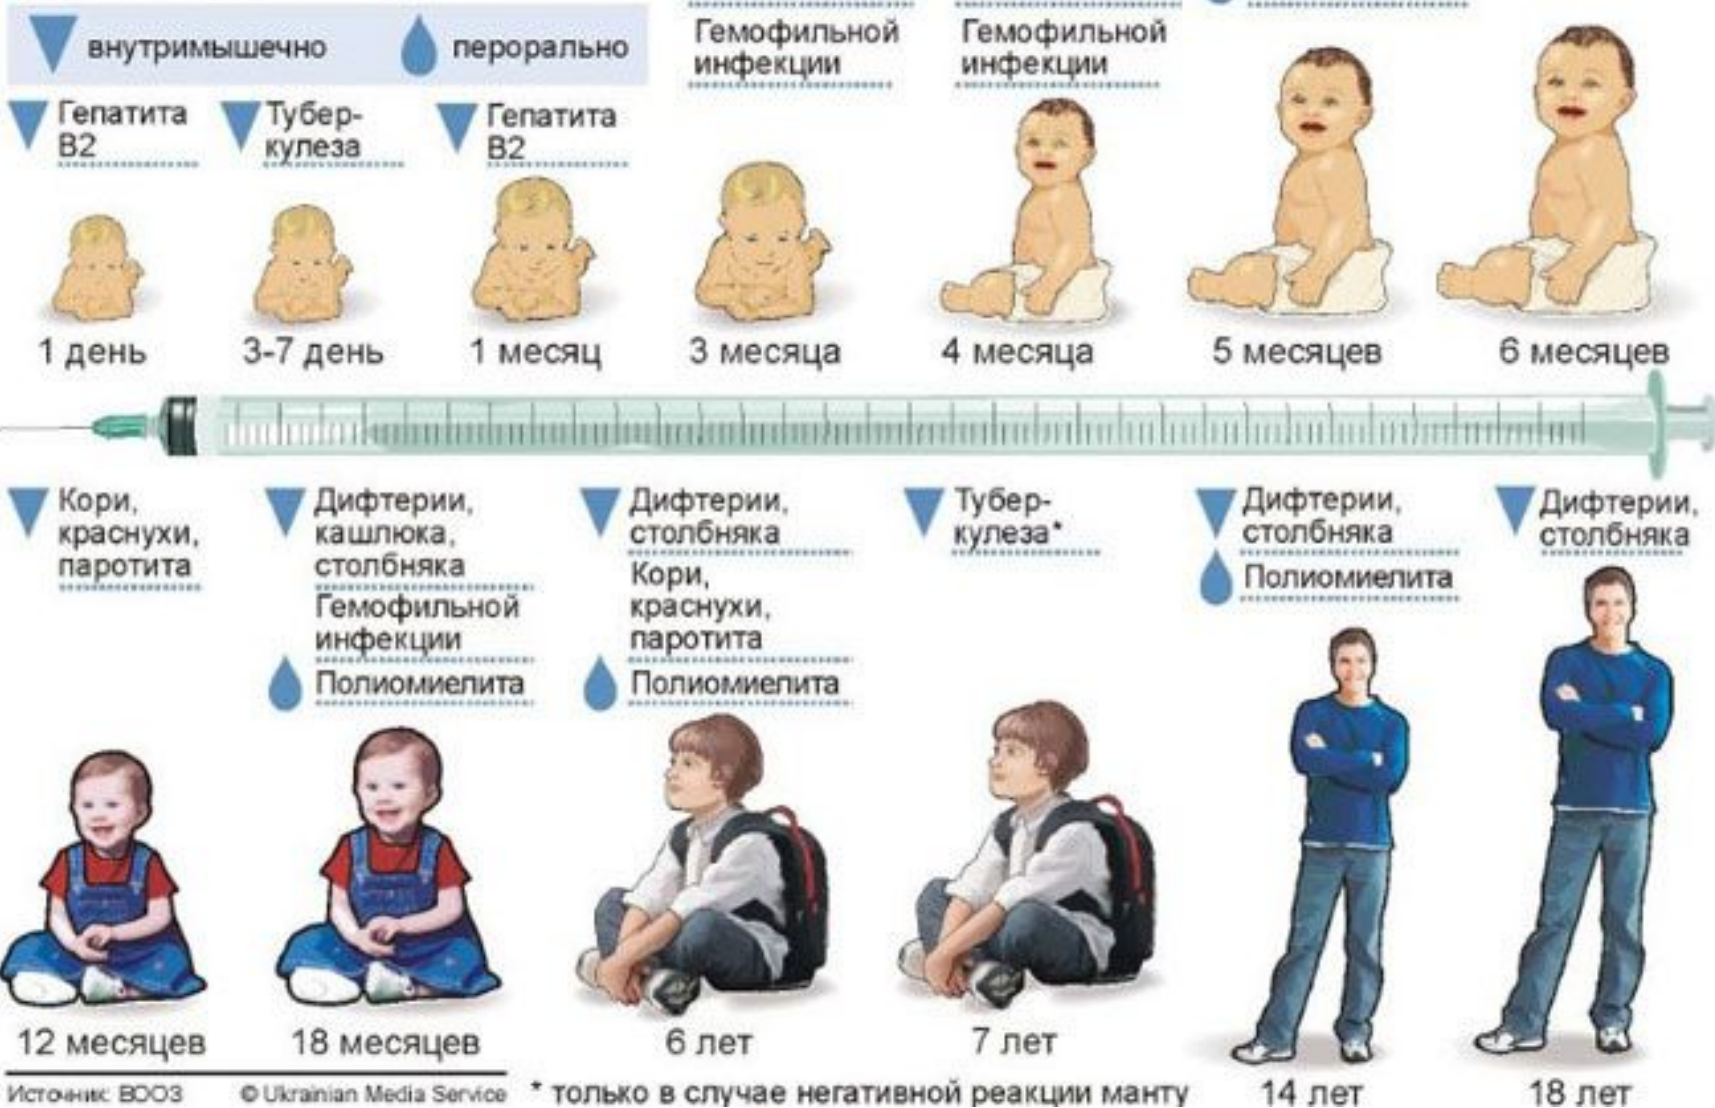 внутримышечно
перорально
Гемофильной
инфекции
Гемофильной
инфекции
Гепатита
В2
Тубер-
кулеза
Гепатита
В2
1 день
3-7 день
1 месяц
3 месяца
4 месяца
5 месяцев
6 месяцев
Кори,
краснухи,
паротита
Дифтерии,
кашлюка,
столбняка
Гемофильной
инфекции
Полиомиелита
Дифтерии,
столбняка
Кори,
краснухи,
паротита
Полиомиелита
Тубер-
кулеза*
Дифтерии,
столбняка
Полиомиелита
Дифтерии,
столбняка
12 месяцев
18 месяцев
6 лет
7 лет
14 лет
18 лет
Источник: ВООЗ
© Ukrainian Media Service
* только в случае негативной реакции манту